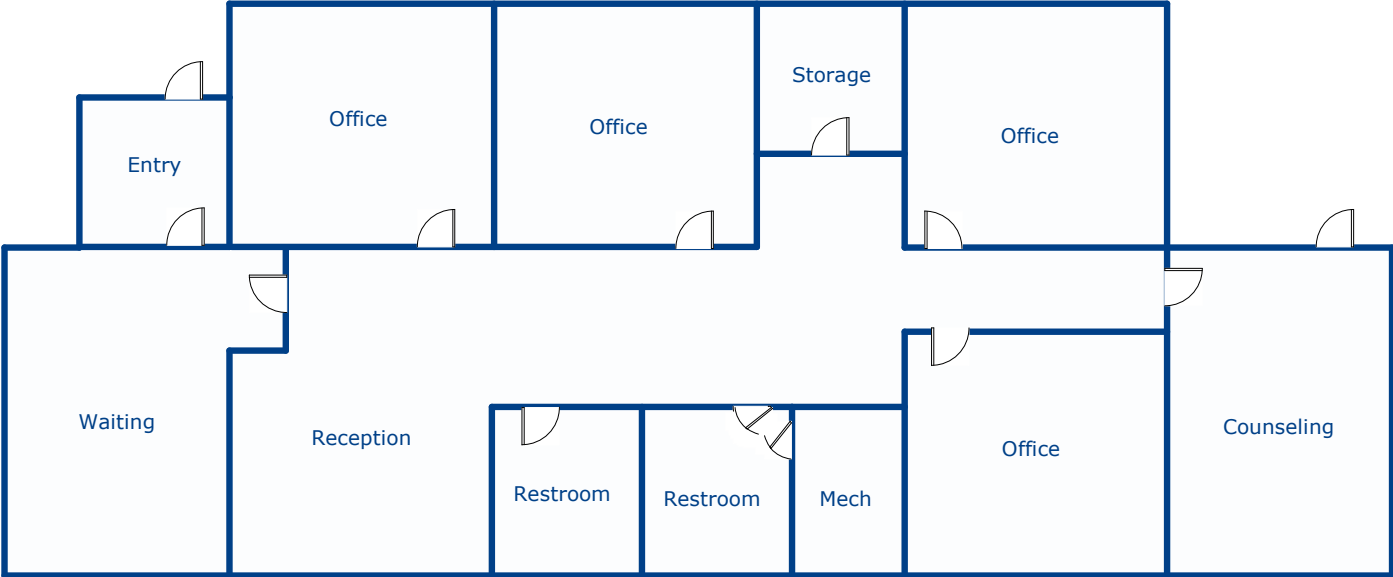 Storage
Office
Office
Office
Entry
Waiting
Reception
Counseling
Office
Restroom
Restroom
Mech